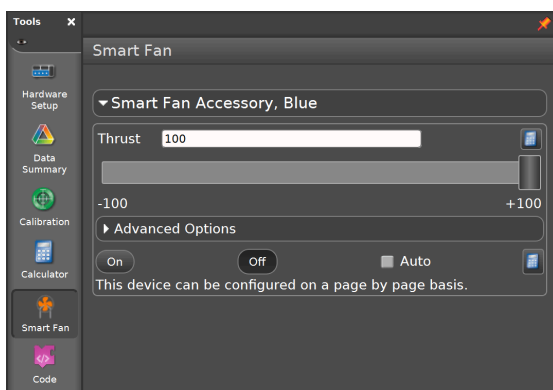 Tools
Smart Fan
Hardware
Setup
Smart Fan Accessory, Blue
Thrust 100
Data
Summary
-100 +100
Calibration
Advanced Options
On Off Auto
Calculator
This device can be configured on a page by page basis.
Smart Fan
Code